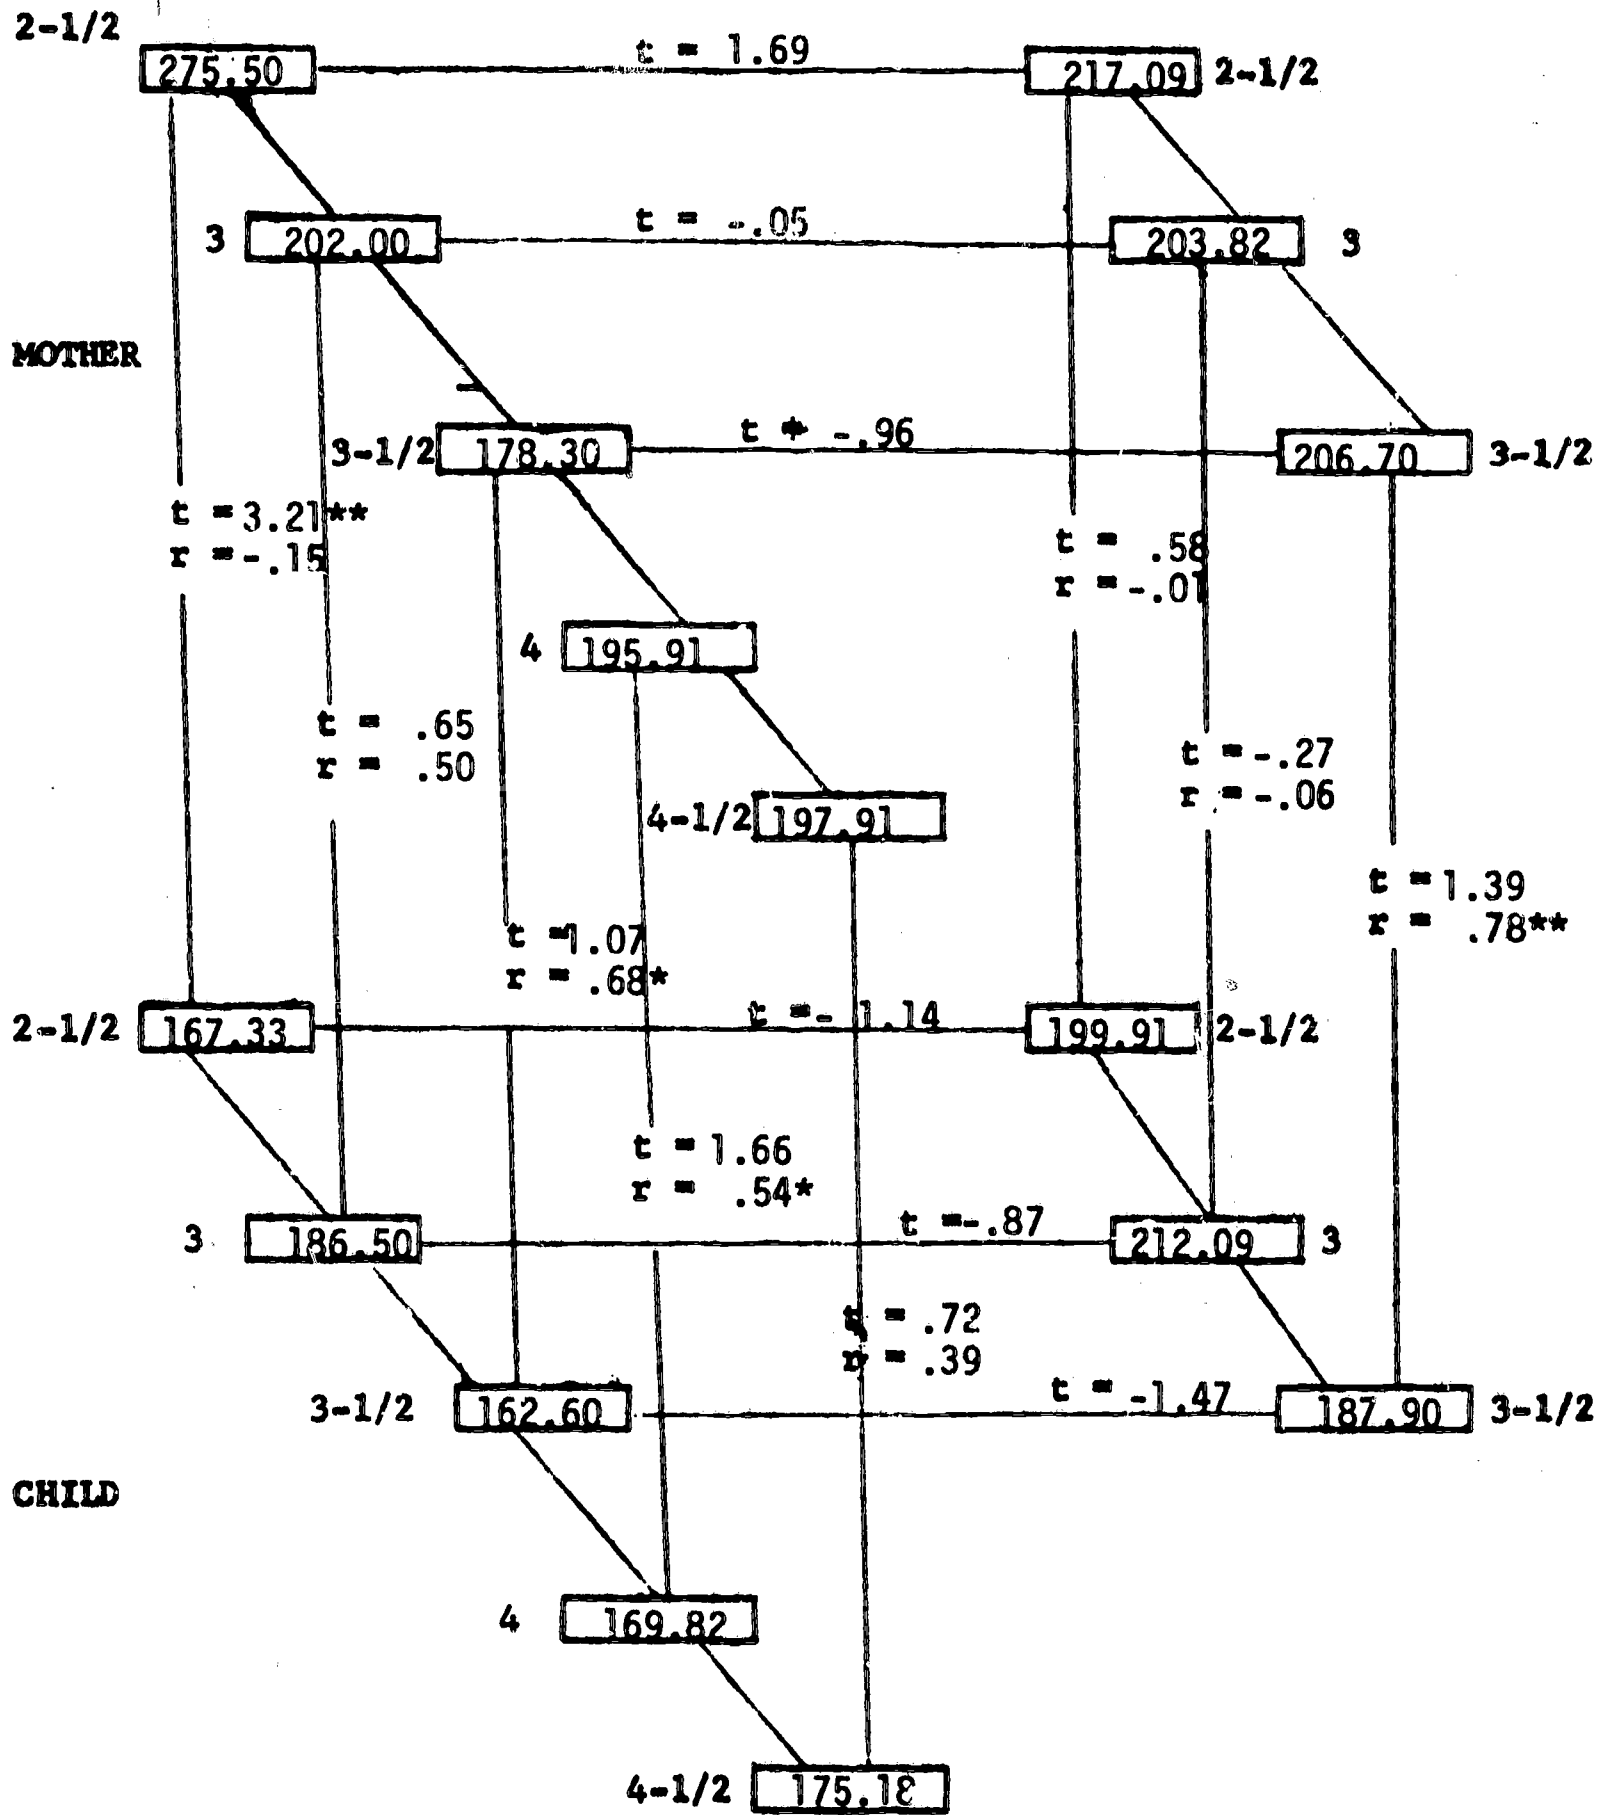 2-1/2
275.50 t = 1.69 217.09 2-1/2
3 202.00 t = -.05 203.82 3
MOTHER
3-1/2 178.30 t = -.96 206.70 3-1/2
t = 3.21**
r = -.15
t = .58
r = -.01
4 195.91
t = .65
r = .50
t = -.27
r = -.06
4-1/2 197.91
t = 1.39
r = .78**
t = 1.07
r = .68*
2-1/2 167.33 t = -1.14 199.91 2-1/2
t = 1.66
r = .54*
3 186.50 t = -.87 212.09 3
t = .72
r = .39
3-1/2 162.60 t = -1.47 187.90 3-1/2
CHILD
4 169.82
4-1/2 175.18